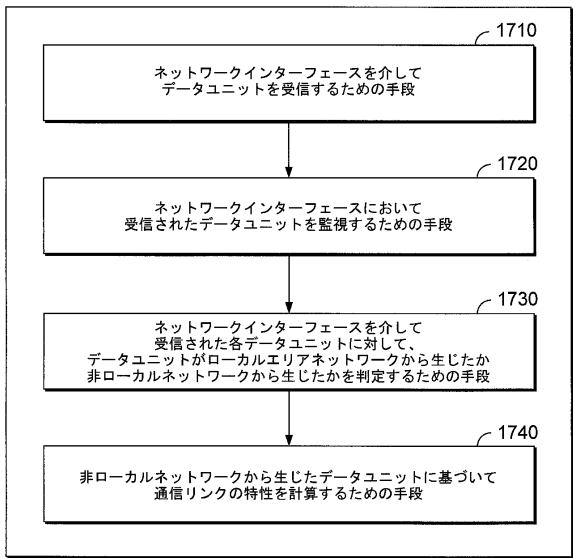 1710
ネットワークインターフェースを介して
データユニットを受信するための手段
1720
ネットワークインターフェースにおいて
受信されたデータユニットを監視するための手段
1730
ネットワークインターフェースを介して
受信された各データユニットに対して、
データユニットがローカルエリアネットワークから生じたか
非ローカルネットワークから生じたかを判定するための手段
1740
非ローカルネットワークから生じたデータユニットに基づいて
通信リンクの特性を計算するための手段